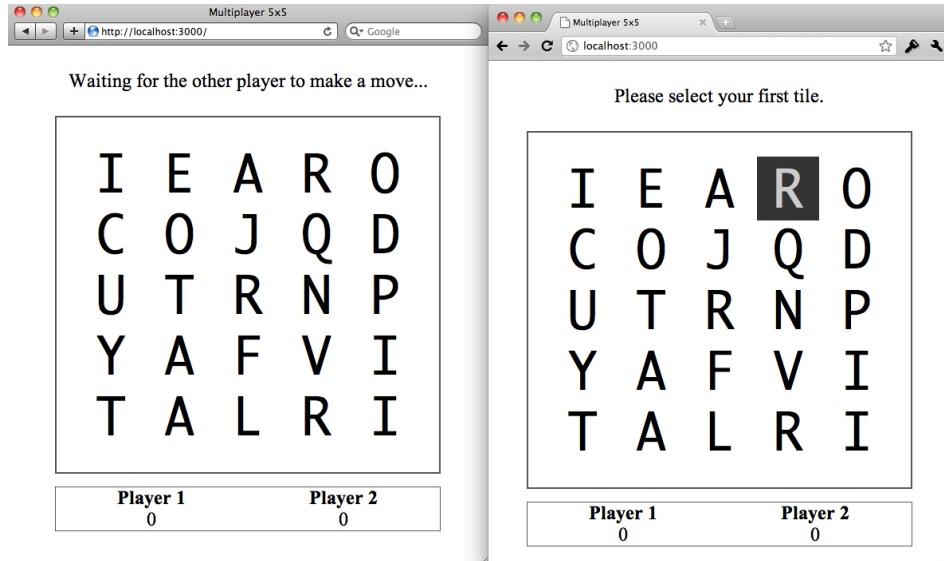 Multiplayer 5x5
http://localhost:3000/
Google
Waiting for the other player to make a move...
I E A R O
C O J Q D
U T R N P
Y A F V I
T A L R I
Player 1 Player 2
0 0
Multiplayer 5x5
localhost:3000
Please select your first tile.
I E A R O
C O J Q D
U T R N P
Y A F V I
T A L R I
Player 1 Player 2
0 0